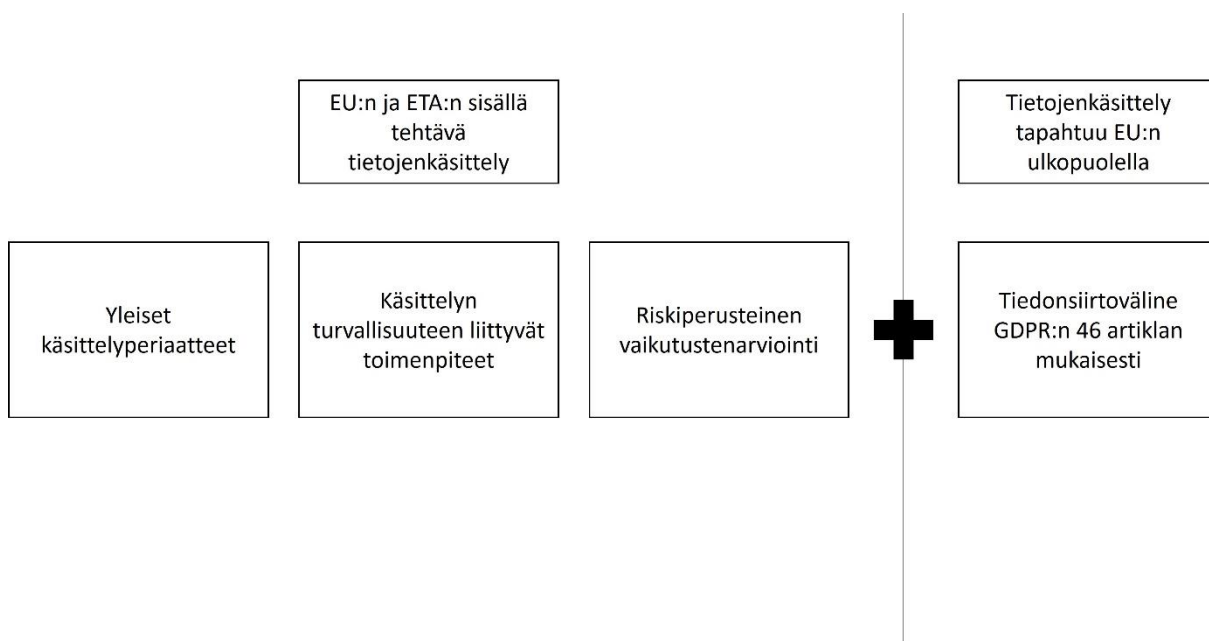 EU:n ja ETA:n sisällä
tehtävä
tietojenkäsittely
Tietojenkäsittely
tapahtuu EU:n
ulkopuolella
Yleiset
käsittelyperiaatteet
Käsittelyn
turvallisuuteen liittyvät
toimenpiteet
Riskiperusteinen
vaikutustenarviointi
Tiedonsiirtoväline
GDPR:n 46 artiklan
mukaisesti